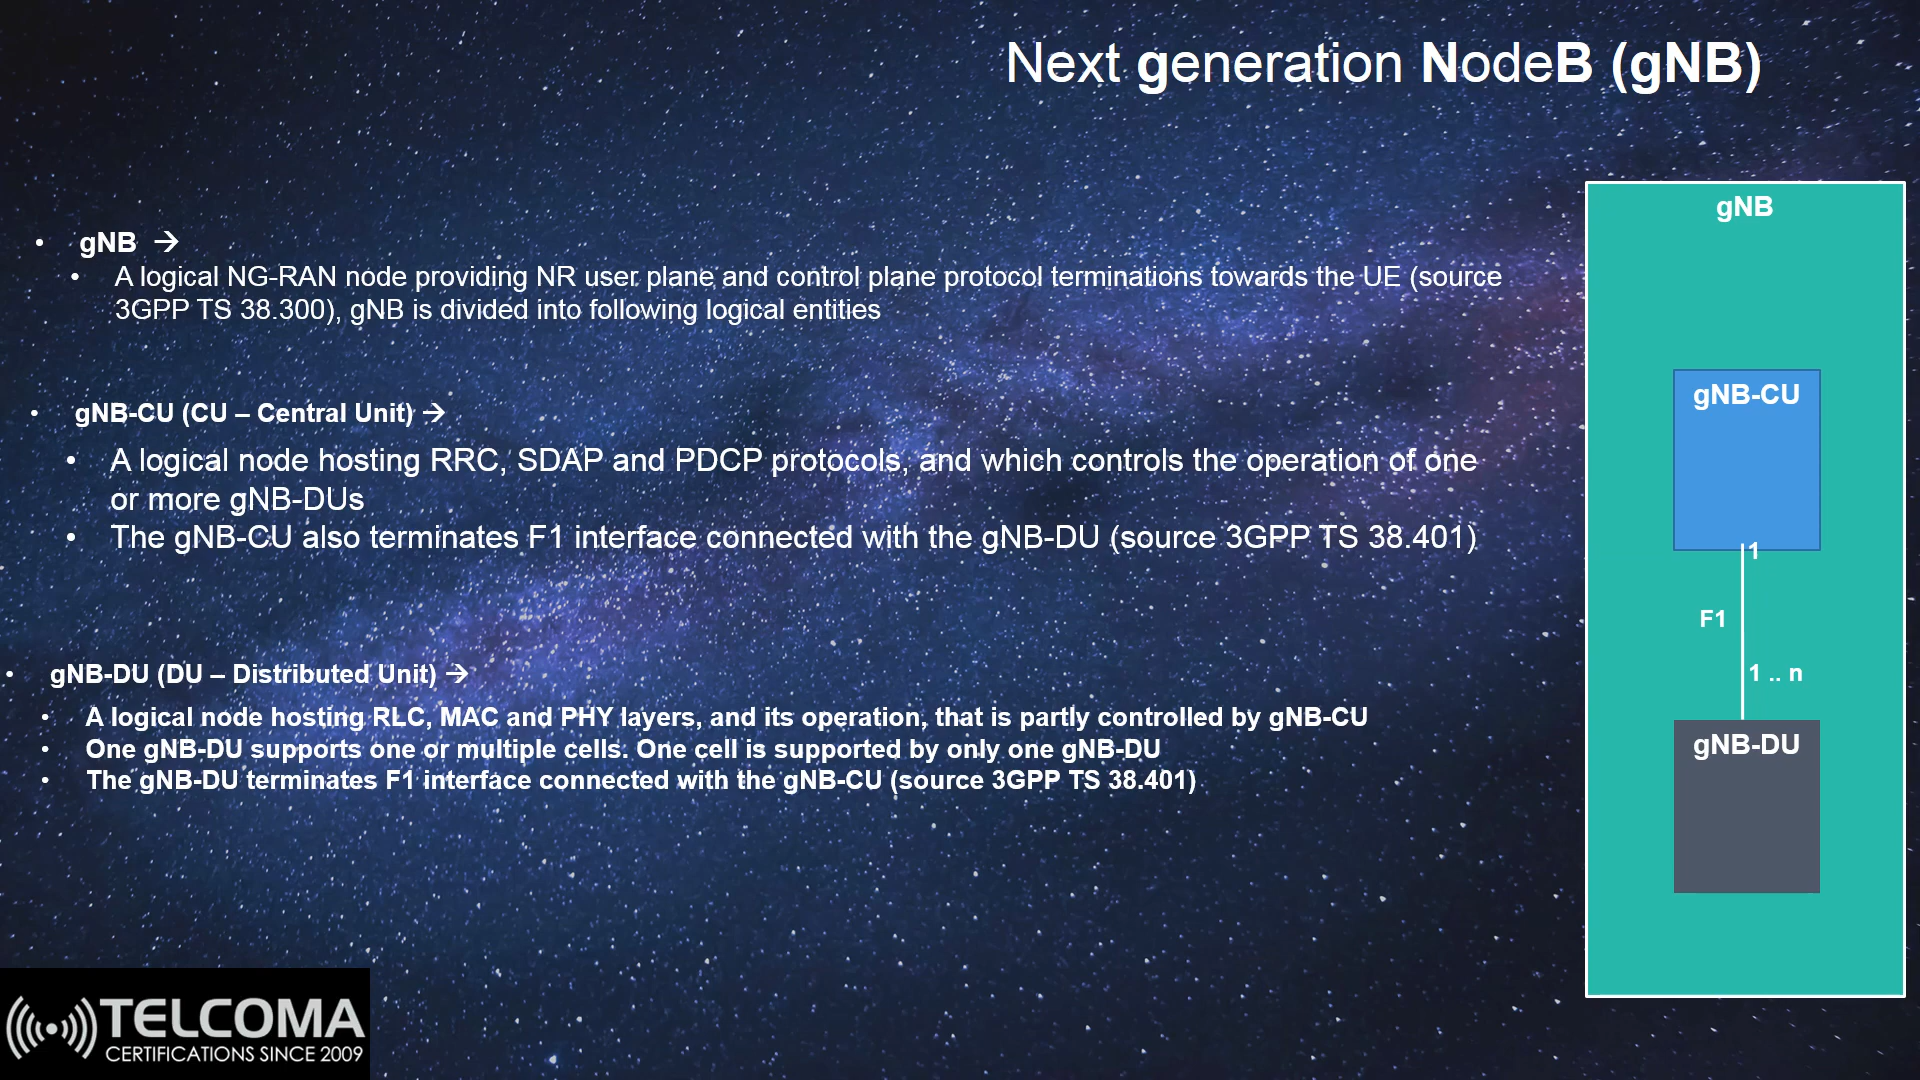 Next generation NodeB (gNB)
• gNB →
• A logical NG-RAN node providing NR user plane and control plane protocol terminations towards the UE (source
3GPP TS 38.300), gNB is divided into following logical entities
• gNB-CU (CU – Central Unit) →
• A logical node hosting RRC, SDAP and PDCP protocols, and which controls the operation of one
or more gNB-DUs
• The gNB-CU also terminates F1 interface connected with the gNB-DU (source 3GPP TS 38.401)
• gNB-DU (DU – Distributed Unit) →
• A logical node hosting RLC, MAC and PHY layers, and its operation, that is partly controlled by gNB-CU
• One gNB-DU supports one or multiple cells. One cell is supported by only one gNB-DU
• The gNB-DU terminates F1 interface connected with the gNB-CU (source 3GPP TS 38.401)
gNB
gNB-CU
1
F1
1 .. n
gNB-DU
TELCOMA
CERTIFICATIONS SINCE 2009